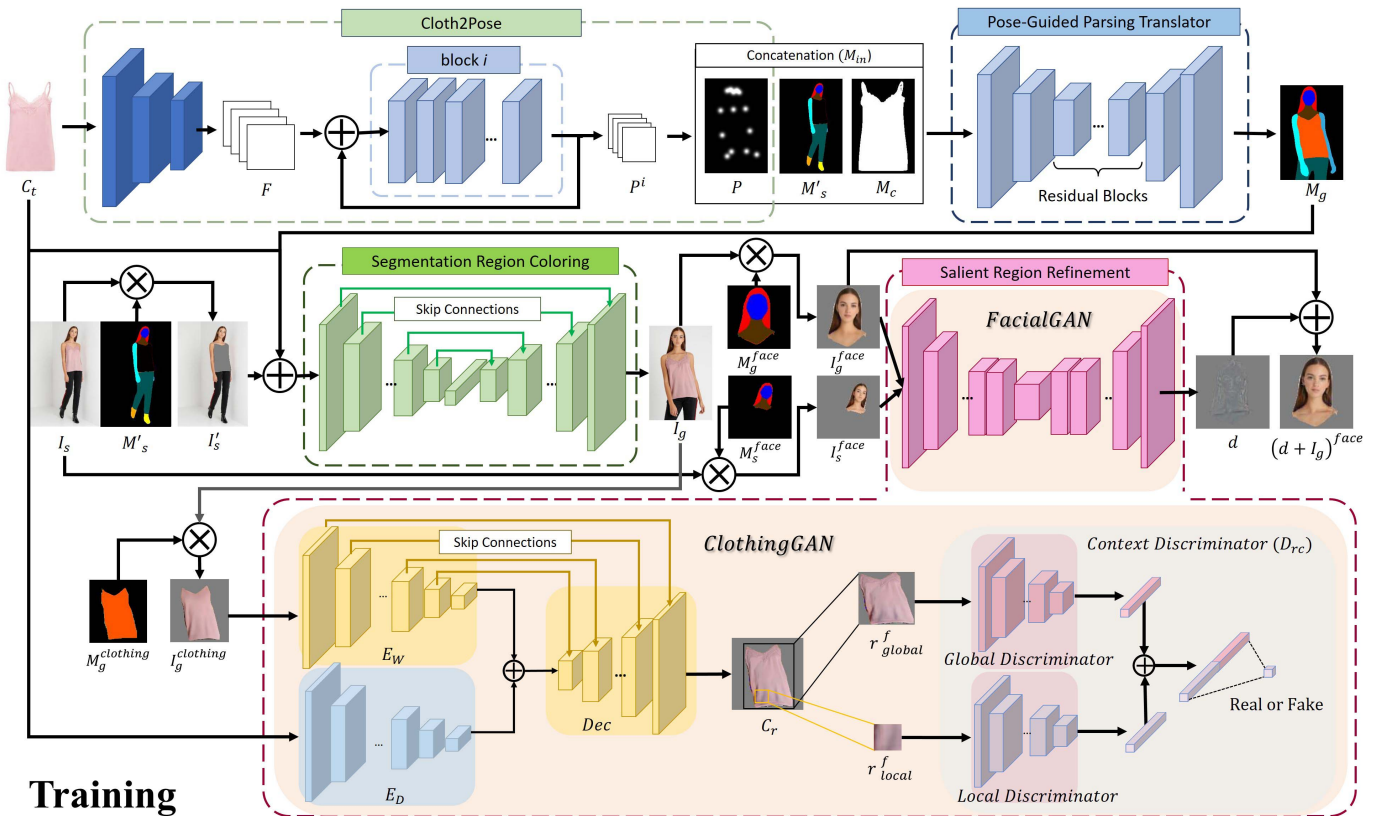 Cloth2Pose
Pose-Guided Parsing Translator
block i
Concatenation (M_in)
...
...
C_t
F
P^i
P
M'_s
M_c
Residual Blocks
M_g
Segmentation Region Coloring
Salient Region Refinement
Skip Connections
FacialGAN
...
...
...
...
M_g^face
I_g^face
I_s
M'_s
I'_s
I_g
M_s^face
I_s^face
d
(d + I_g)^face
Skip Connections
ClothingGAN
Context Discriminator (D_rc)
...
...
...
M_g^clothing
I_g^clothing
E_W
r^f_global
Global Discriminator
Dec
C_r
Real or Fake
...
...
r^f_local
E_D
Local Discriminator
Training